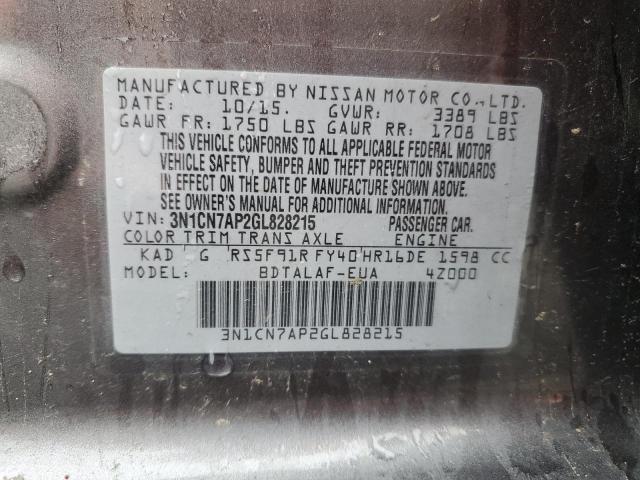 MANUFACTURED BY NISSAN MOTOR CO., LTD.
DATE: 10/15. GVWR: 3389 LBS
GAWR FR: 1750 LBS GAWR RR: 1708 LBS
THIS VEHICLE CONFORMS TO ALL APPLICABLE FEDERAL MOTOR
VEHICLE SAFETY, BUMPER AND THEFT PREVENTION STANDARDS
IN EFFECT ON THE DATE OF MANUFACTURE SHOWN ABOVE.
SEE OWNER'S MANUAL FOR ADDITIONAL INFORMATION.
VIN: 3N1CN7AP2GL828215 PASSENGER CAR.
COLOR TRIM TRANS AXLE ENGINE
KAD G RS5F91R FY40 HR16DE 1598 CC
MODEL: BDTALAF-EUA 4Z000
3N1CN7AP2GL828215